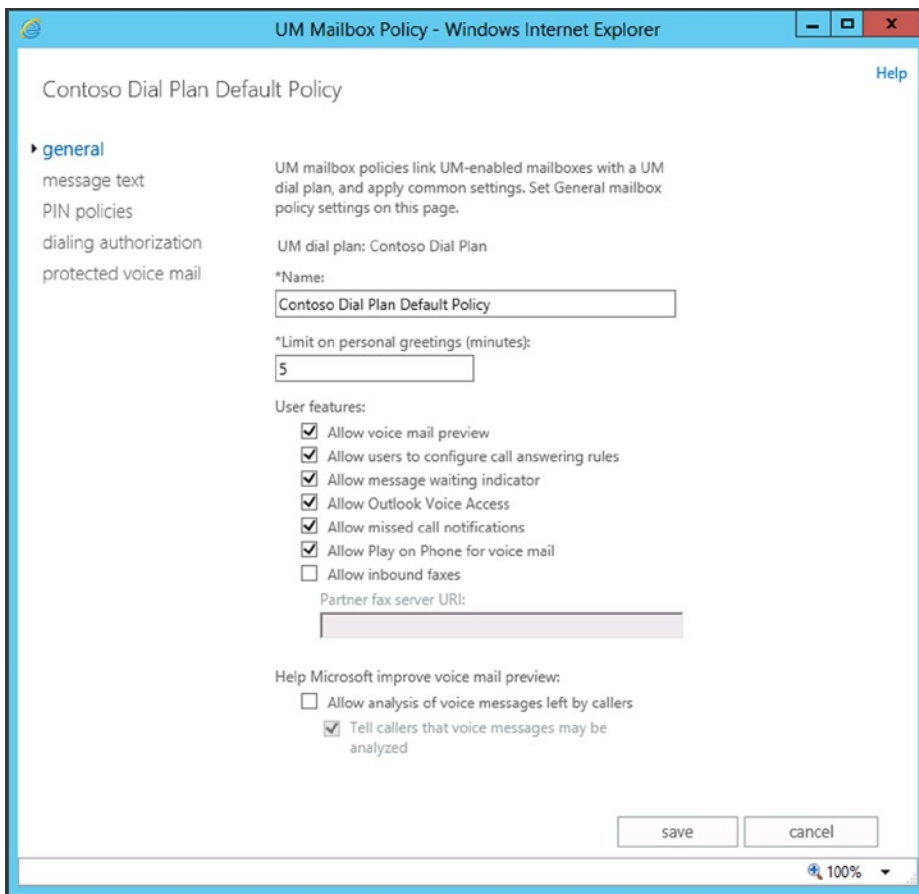 UM Mailbox Policy - Windows Internet Explorer
Help
Contoso Dial Plan Default Policy
general
message text
PIN policies
dialing authorization
protected voice mail
UM mailbox policies link UM-enabled mailboxes with a UM
dial plan, and apply common settings. Set General mailbox
policy settings on this page.
UM dial plan: Contoso Dial Plan
*Name:
Contoso Dial Plan Default Policy
*Limit on personal greetings (minutes):
5
User features:
Allow voice mail preview
Allow users to configure call answering rules
Allow message waiting indicator
Allow Outlook Voice Access
Allow missed call notifications
Allow Play on Phone for voice mail
Allow inbound faxes
Partner fax server URI:
Help Microsoft improve voice mail preview:
Allow analysis of voice messages left by callers
Tell callers that voice messages may be
analyzed
save
cancel
100%